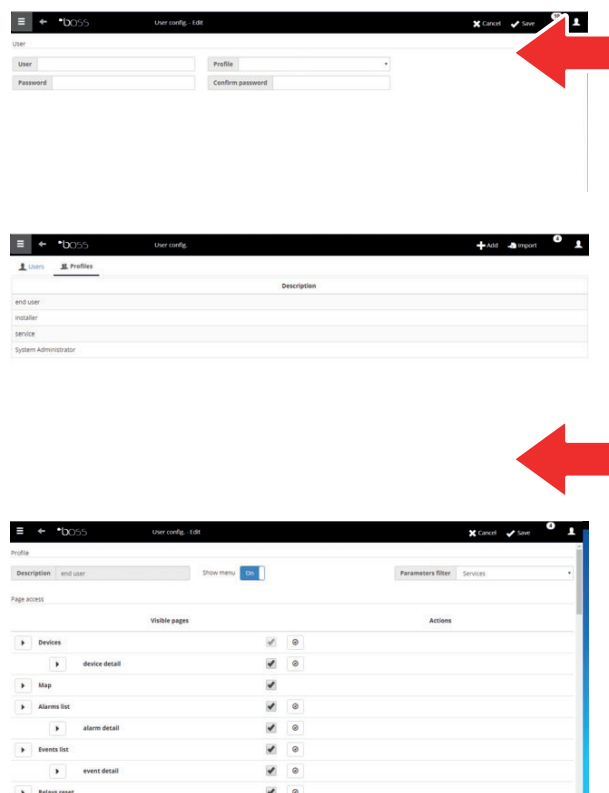 boss User config. - Edit Cancel Save
User
User Profile
Password Confirm password
boss User config. Add Import 4
Users Profiles
Description
end user
installer
service
System Administrator
boss User config. - Edit Cancel Save 4
Profile
Description end user Show menu On Parameters filter Services
Page access
Visible pages Actions
Devices
device detail
Map
Alarms list
alarm detail
Events list
event detail
Relays reset